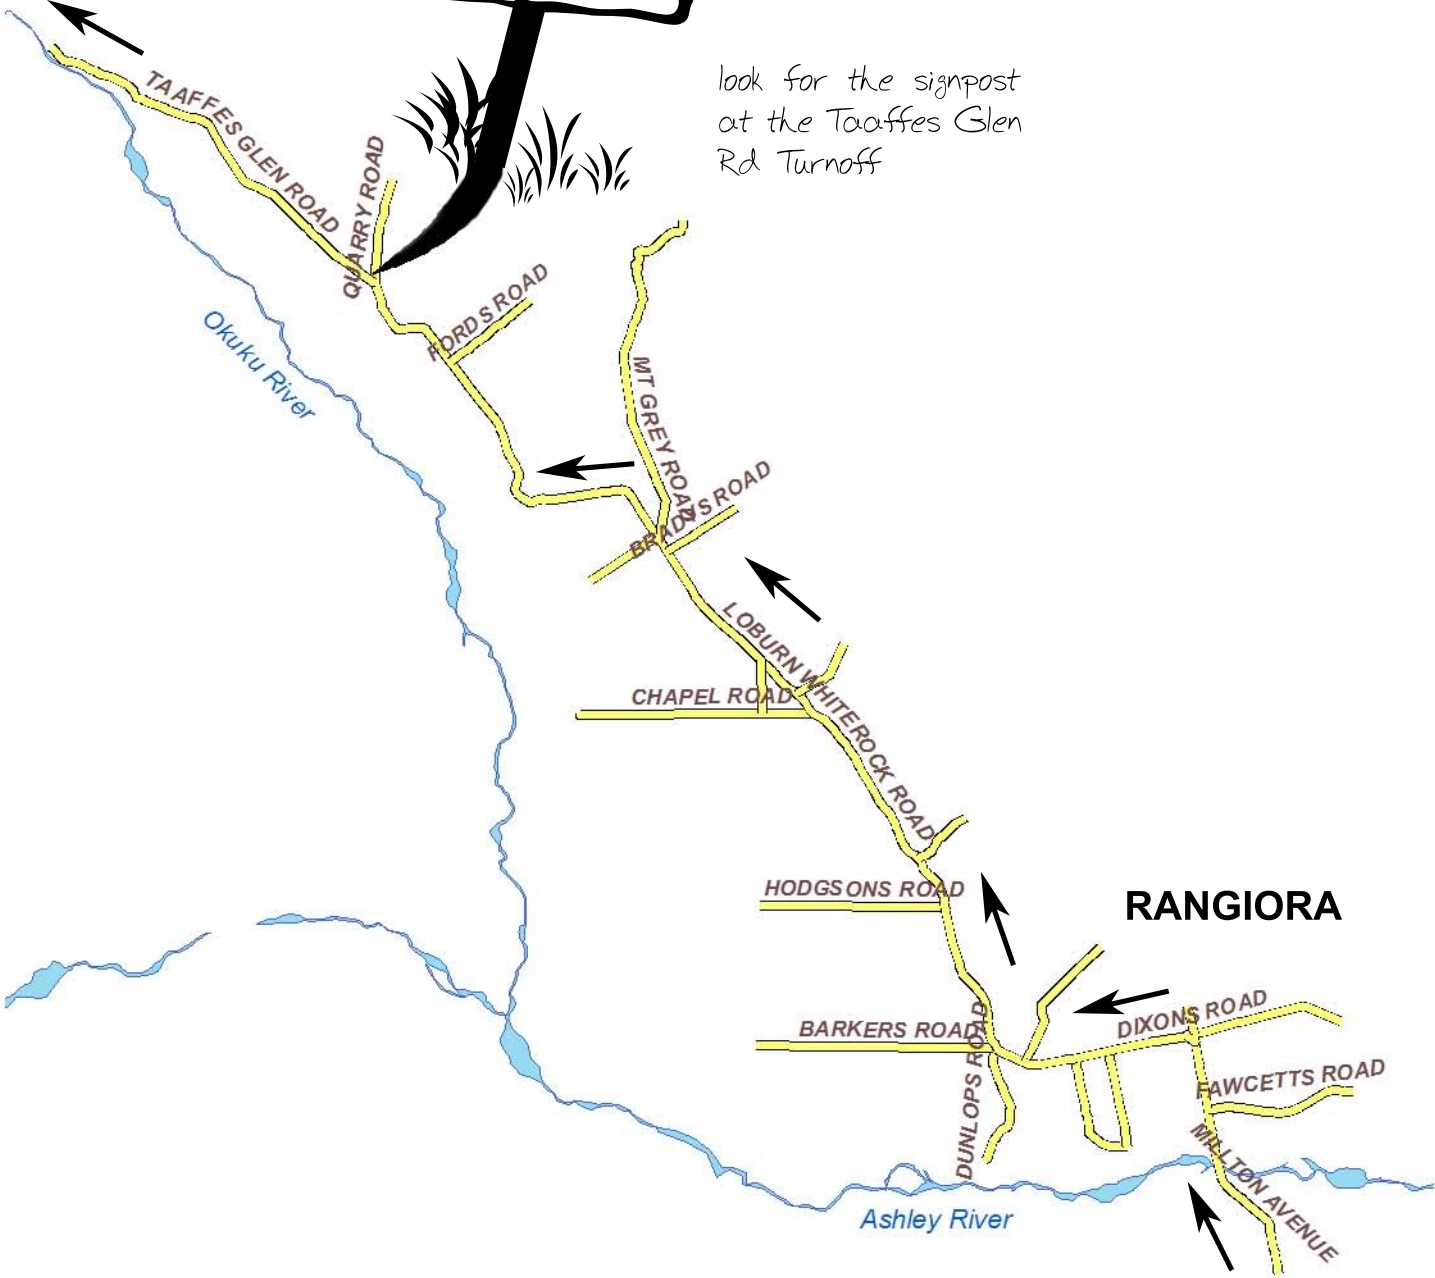 look for the signpost
at the Taaffes Glen
Rd Turnoff
TAAFFES GLEN ROAD
QUARRY ROAD
FORDS ROAD
Okuku River
MT GREY ROAD
BRADYS ROAD
LOBURN WHITEROCK ROAD
CHAPEL ROAD
HODGSONS ROAD
RANGIORA
DIXONS ROAD
BARKERS ROAD
DUNLOPS ROAD
FAWCETTS ROAD
MILLTON AVENUE
Ashley River